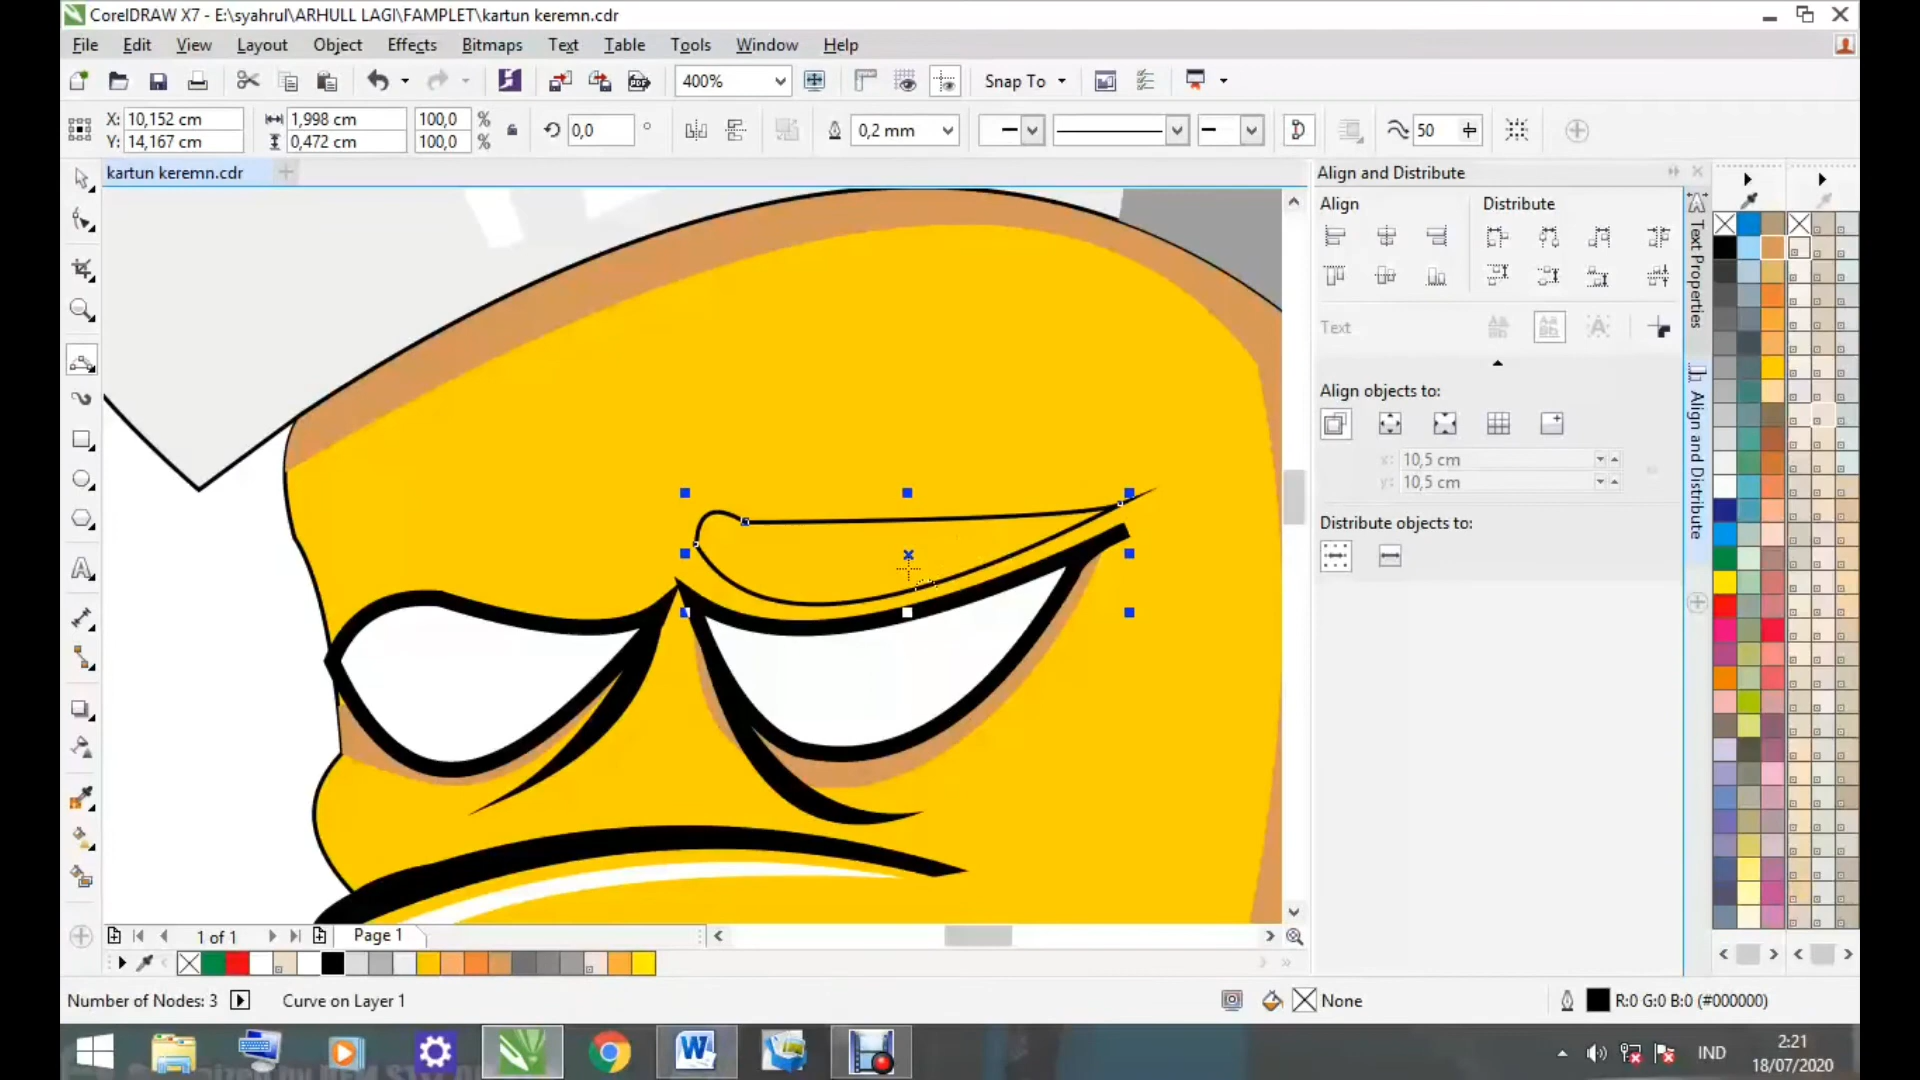 CorelDRAW X7 - E:\syahrul\ARHULL LAGI\FAMPLET\kartun keremn.cdr
File Edit View Layout Object Effects Bitmaps Text Table Tools Window Help
400% Snap To
X: 10,152 cm 1,998 cm 100,0 % 0,0 ° 0,2 mm 50
Y: 14,167 cm 0,472 cm 100,0 %
kartun keremn.cdr
Align and Distribute
Align Distribute
Text
Align objects to:
x: 10,5 cm
y: 10,5 cm
Distribute objects to:
Text Properties
Align and Distribute
1 of 1 Page 1
Number of Nodes: 3 Curve on Layer 1 None R:0 G:0 B:0 (#000000)
IND
2:21
18/07/2020